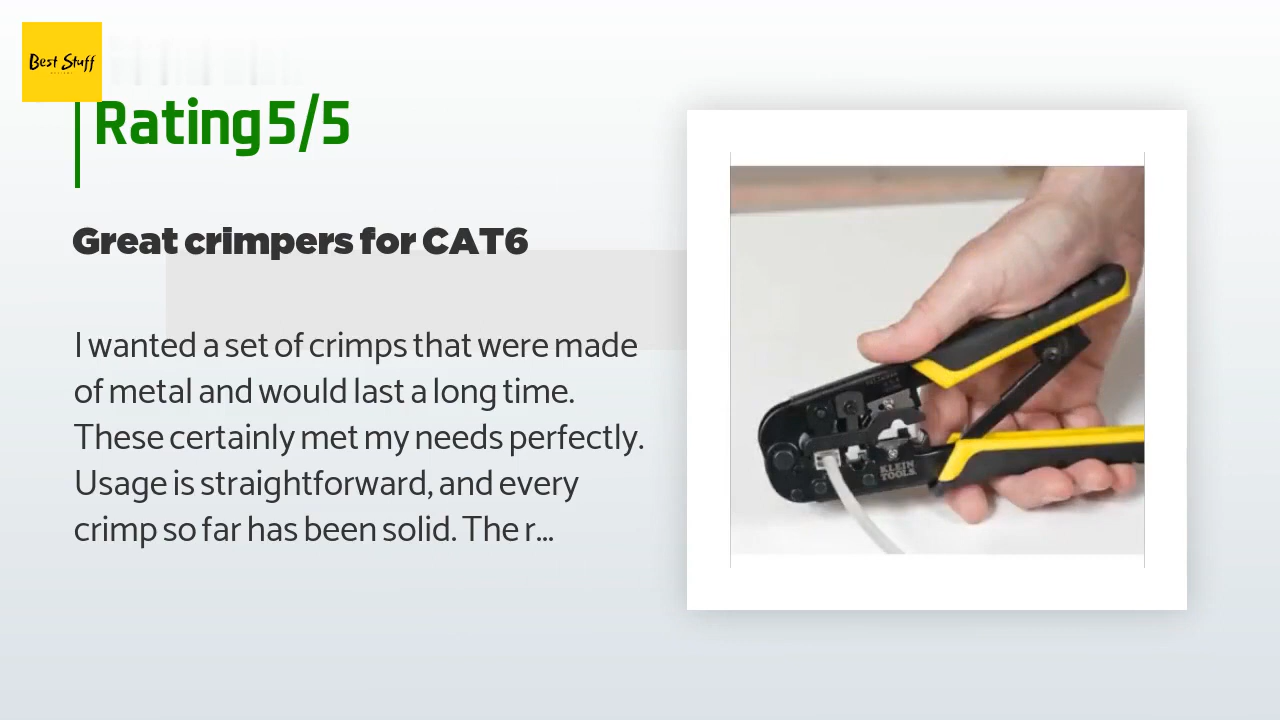 Best Stuff
Rating 5/5
Great crimpers for CAT6
I wanted a set of crimps that were made
of metal and would last a long time.
These certainly met my needs perfectly.
Usage is straightforward, and every
crimp so far has been solid. The r...
KLEIN
TOOLS